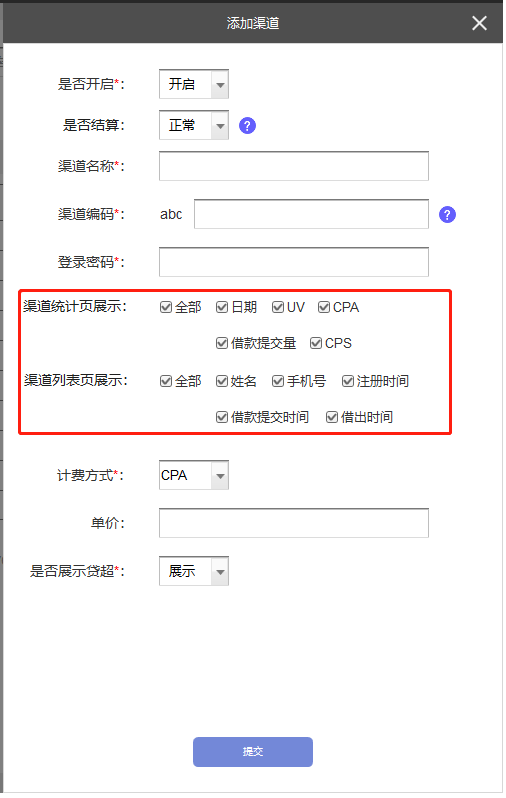 添加渠道
是否开启*： 开启
是否结算： 正常 ?
渠道名称*：
渠道编码*： abc ?
登录密码*：
渠道统计页展示： 全部 日期 UV CPA
借款提交量 CPS
渠道列表页展示： 全部 姓名 手机号 注册时间
借款提交时间 借出时间
计费方式*： CPA
单价：
是否展示贷超*： 展示
提交